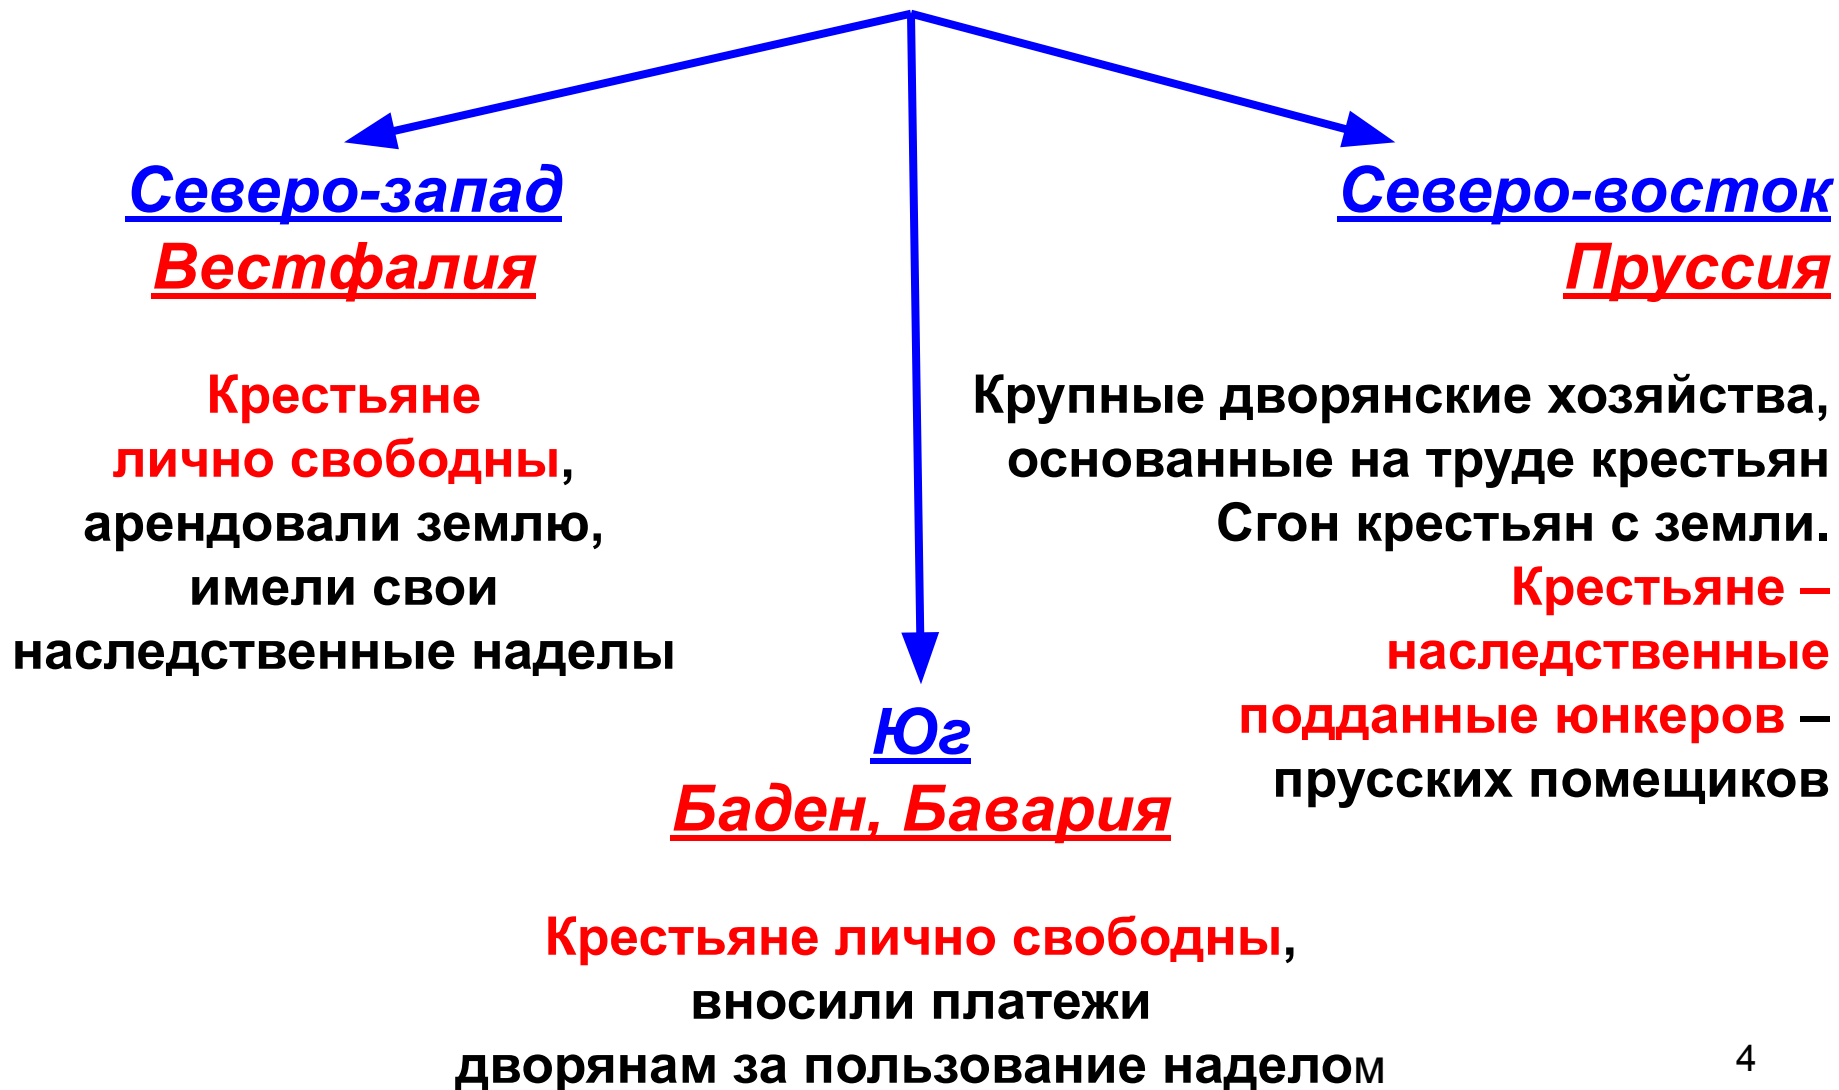 Северо-запад
Вестфалия
Крестьяне
лично свободны,
арендовали землю,
имели свои
наследственные наделы
Северо-восток
Пруссия
Крупные дворянские хозяйства,
основанные на труде крестьян
Сгон крестьян с земли.
Крестьяне –
наследственные
подданные юнкеров –
прусских помещиков
Юг
Баден, Бавария
Крестьяне лично свободны,
вносили платежи
дворянам за пользование наделом
4